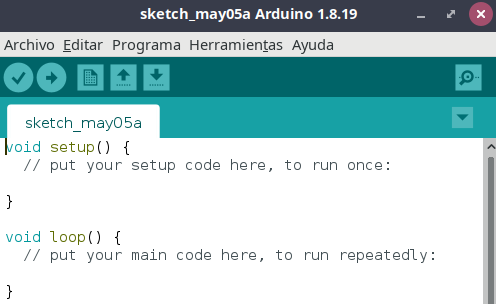 sketch_may05a Arduino 1.8.19
Archivo Editar Programa Herramientas Ayuda
sketch_may05a
void setup() {
  // put your setup code here, to run once:
}
void loop() {
  // put your main code here, to run repeatedly:
}